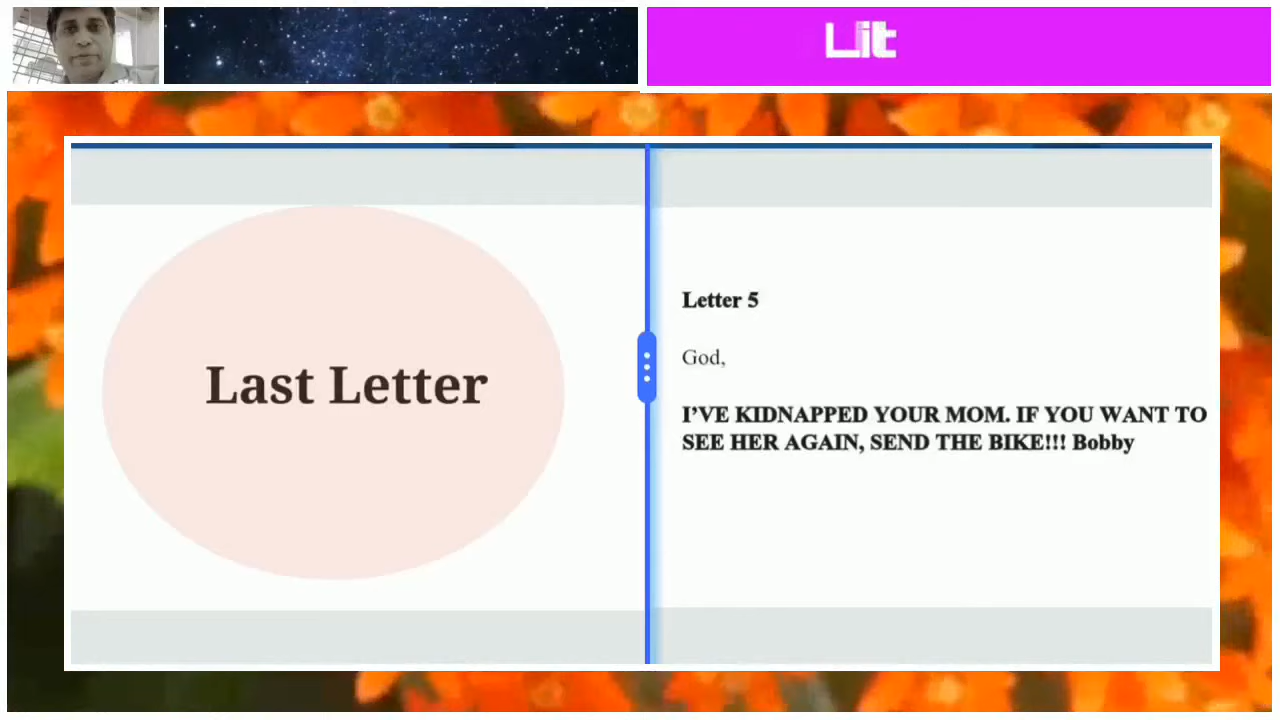 Lit
Last Letter
Letter 5
God,
I’VE KIDNAPPED YOUR MOM. IF YOU WANT TO
SEE HER AGAIN, SEND THE BIKE!!! Bobby